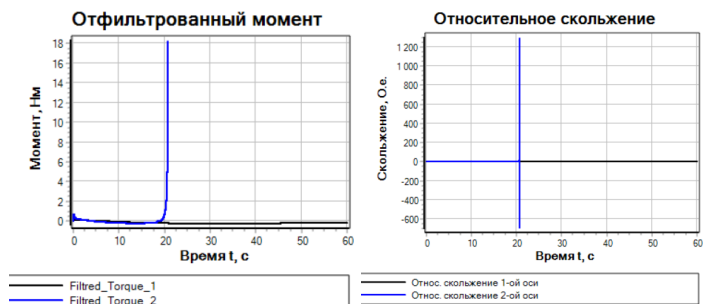 Отфильтрованный момент
18
16
14
12
10
8
6
4
2
0
Момент, Нм
0 10 20 30 40 50 60
Время t, с
Filtred_Torque_1
Filtred_Torque_2
Относительное скольжение
1 200
1 000
800
600
400
200
0
-200
-400
-600
Скольжение, О.е.
0 10 20 30 40 50 60
Время t, с
Относ. скольжение 1-ой оси
Относ. скольжение 2-ой оси